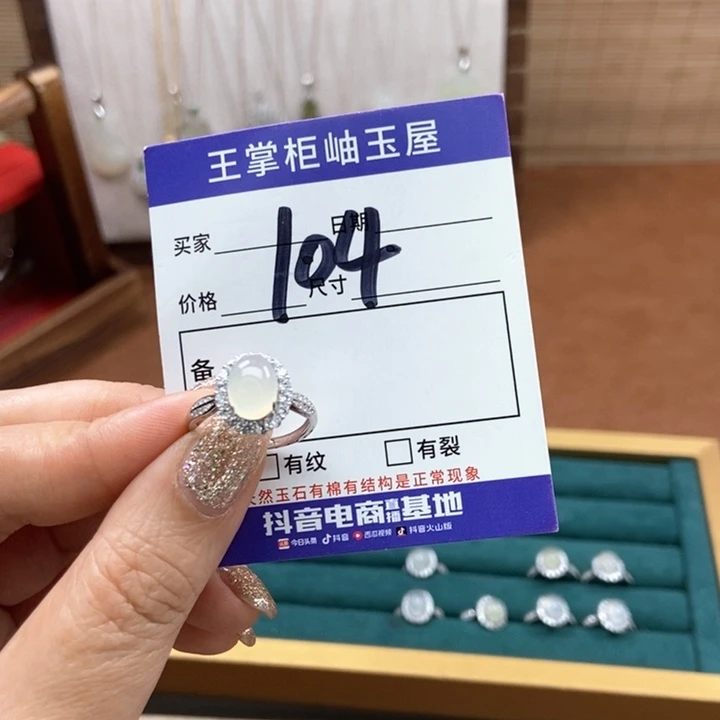 王掌柜岫玉屋
买家 日期
104
价格 尺寸
备
有纹 有裂
然玉石有棉有结构是正常现象
抖音电商直播基地
今日头条 抖音 西瓜视频 抖音火山版